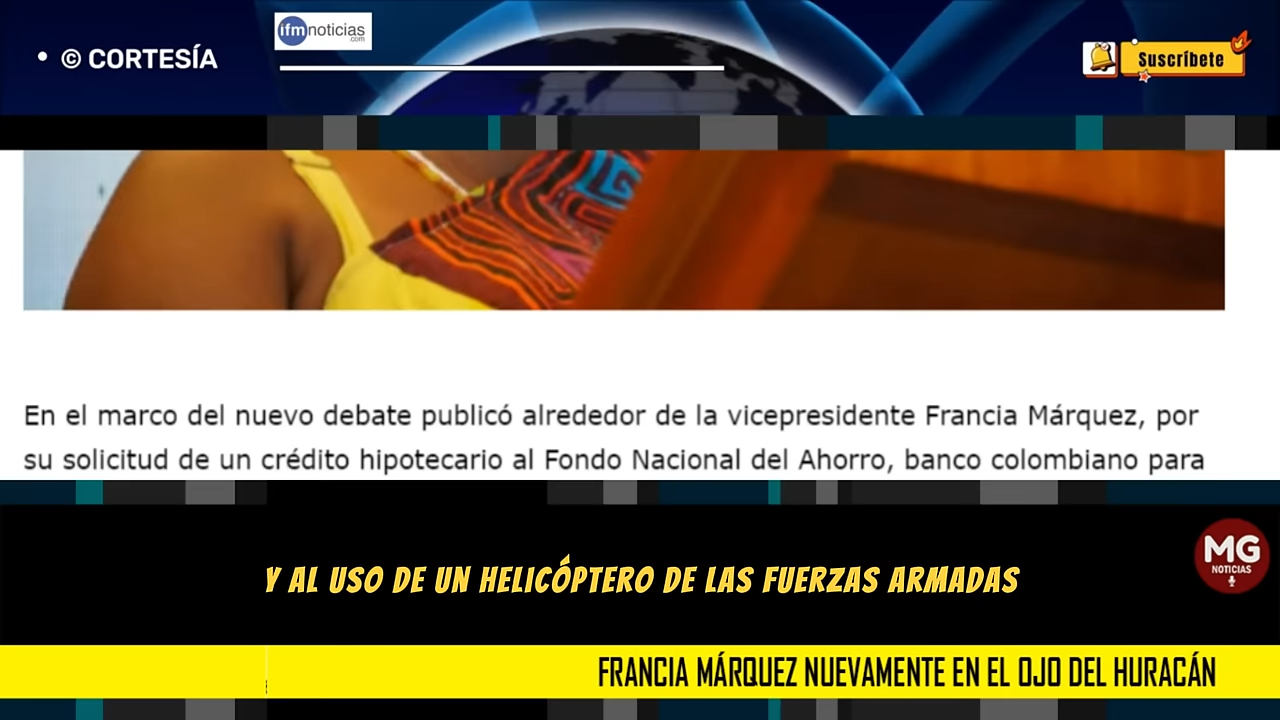 • © CORTESÍA
ifmnoticias
.com
Suscríbete
En el marco del nuevo debate publicó alrededor de la vicepresidente Francia Márquez, por
su solicitud de un crédito hipotecario al Fondo Nacional del Ahorro, banco colombiano para
Y AL USO DE UN HELICÓPTERO DE LAS FUERZAS ARMADAS
MG
NOTICIAS
FRANCIA MÁRQUEZ NUEVAMENTE EN EL OJO DEL HURACÁN